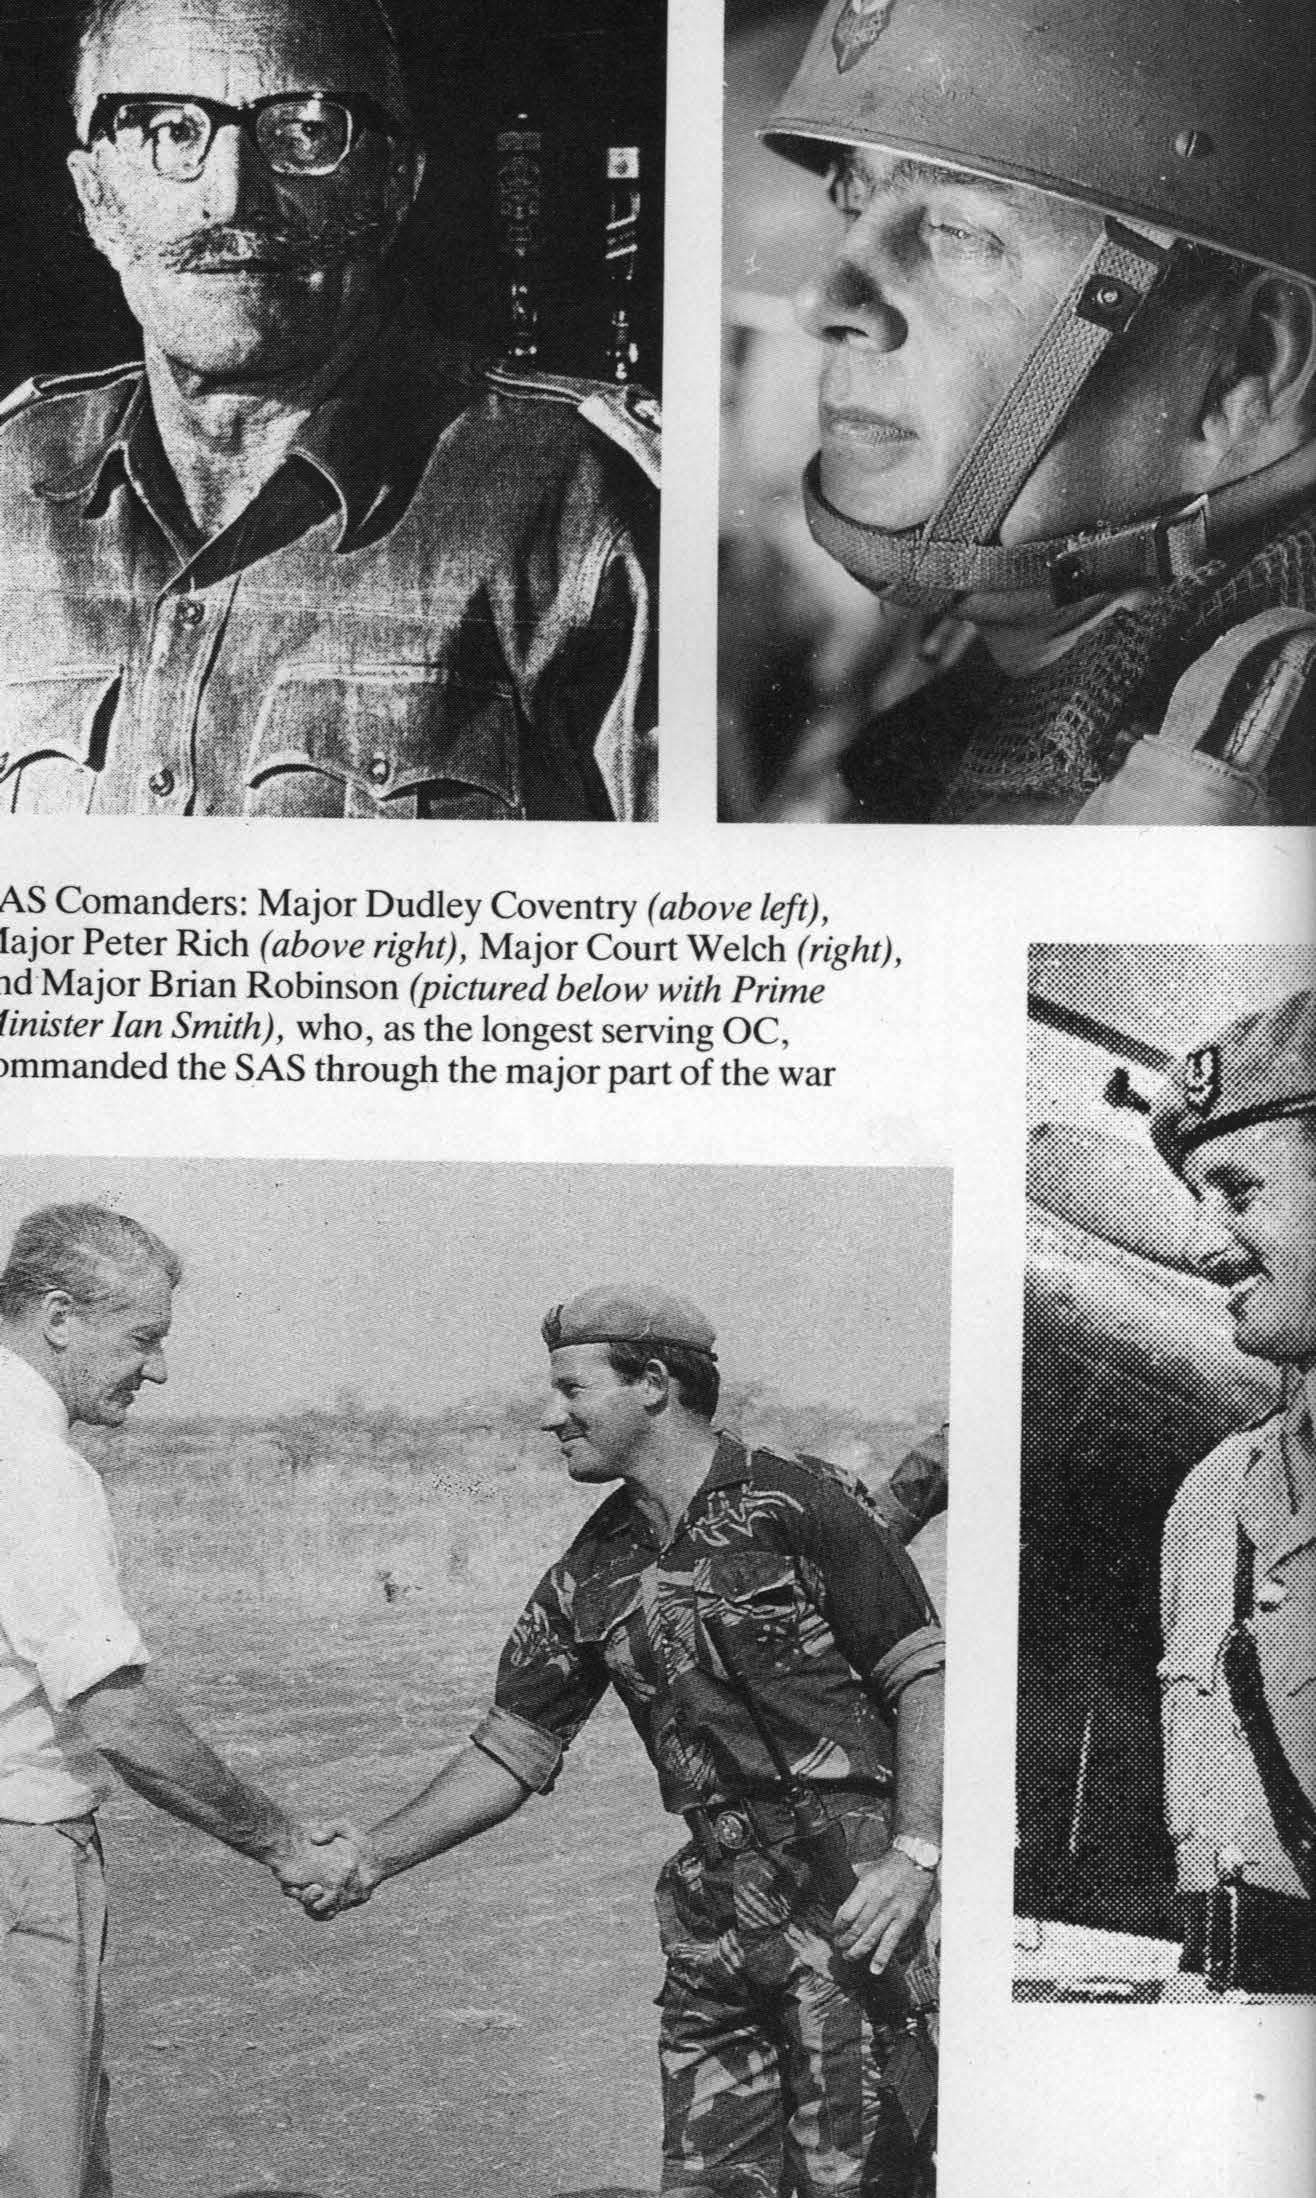 AS Comanders: Major Dudley Coventry (above left),
ajor Peter Rich (above right), Major Court Welch (right),
nd Major Brian Robinson (pictured below with Prime
inister Ian Smith), who, as the longest serving OC,
ommanded the SAS through the major part of the war